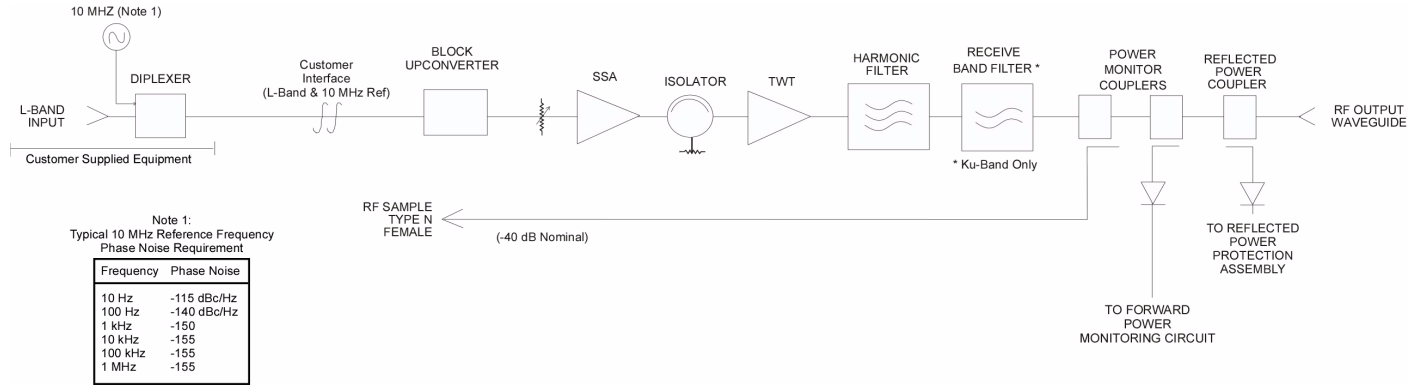 10 MHZ (Note 1)
DIPLEXER
L-BAND
INPUT
Customer Supplied Equipment
Customer
Interface
(L-Band & 10 MHz Ref)
BLOCK
UPCONVERTER
SSA
ISOLATOR
TWT
HARMONIC
FILTER
RECEIVE
BAND FILTER *
* Ku-Band Only
POWER
MONITOR
COUPLERS
REFLECTED
POWER
COUPLER
RF OUTPUT
WAVEGUIDE
RF SAMPLE
TYPE N
FEMALE
(-40 dB Nominal)
TO REFLECTED
POWER
PROTECTION
ASSEMBLY
TO FORWARD
POWER
MONITORING CIRCUIT
Note 1:
Typical 10 MHz Reference Frequency
Phase Noise Requirement
Frequency Phase Noise
10 Hz -115 dBc/Hz
100 Hz -140 dBc/Hz
1 kHz -150
10 kHz -155
100 kHz -155
1 MHz -155